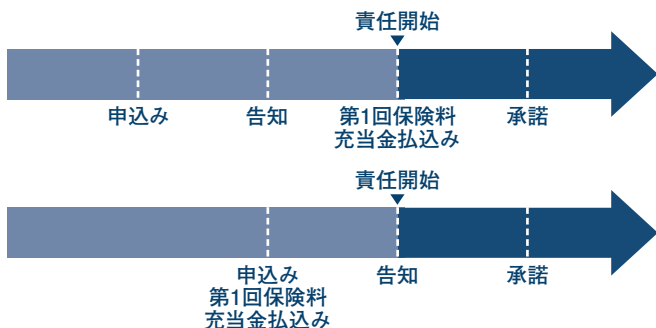 責任開始
申込み
告知
第1回保険料
充当金払込み
承諾
責任開始
申込み
第1回保険料
充当金払込み
告知
承諾